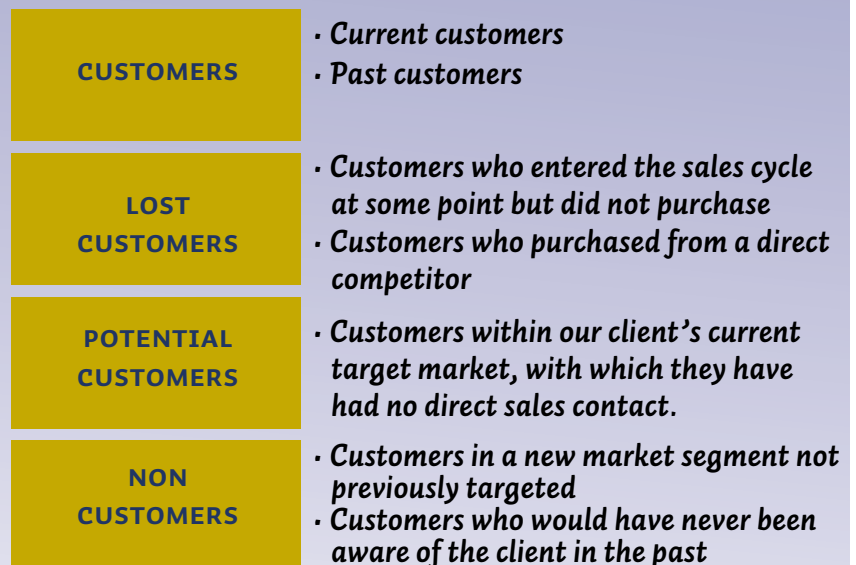 CUSTOMERS
· Current customers
· Past customers
LOST
CUSTOMERS
· Customers who entered the sales cycle
at some point but did not purchase
· Customers who purchased from a direct
competitor
POTENTIAL
CUSTOMERS
· Customers within our client’s current
target market, with which they have
had no direct sales contact.
NON
CUSTOMERS
· Customers in a new market segment not
previously targeted
· Customers who would have never been
aware of the client in the past